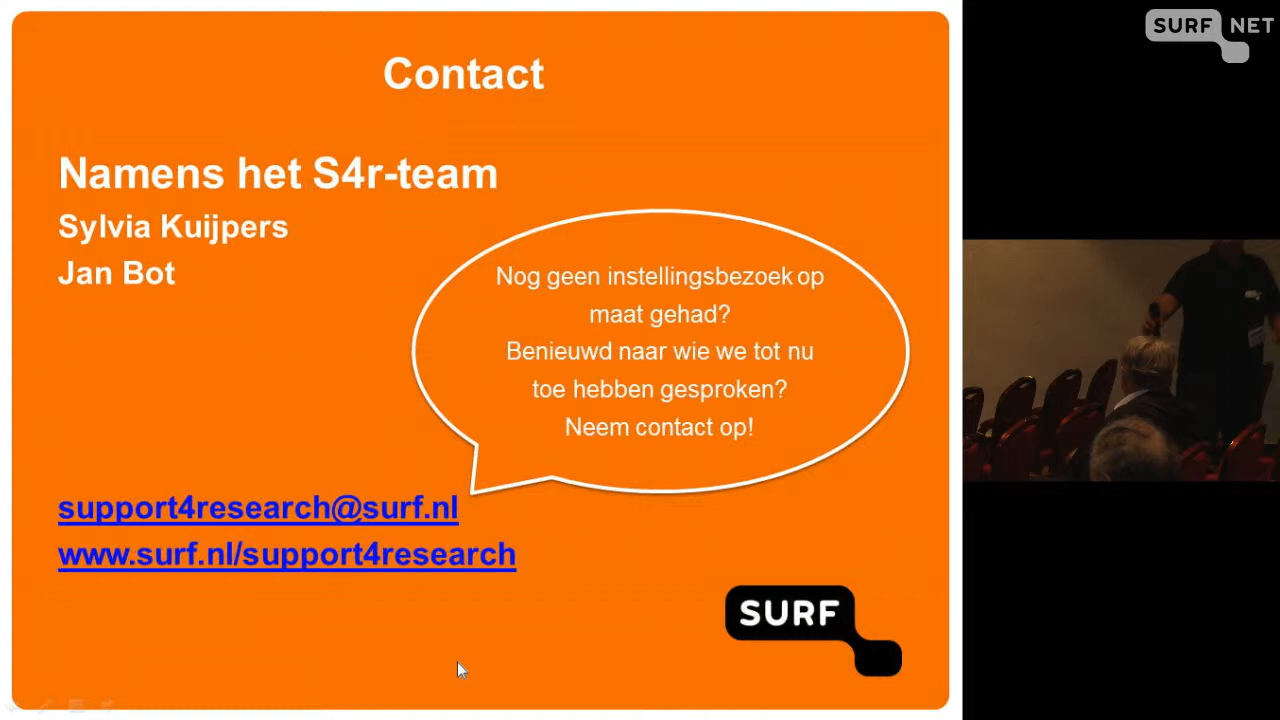 Contact
Namens het S4r-team
Sylvia Kuijpers
Jan Bot
Nog geen instellingsbezoek op
maat gehad?
Benieuwd naar wie we tot nu
toe hebben gesproken?
Neem contact op!
support4research@surf.nl
www.surf.nl/support4research
SURF
SURF NET